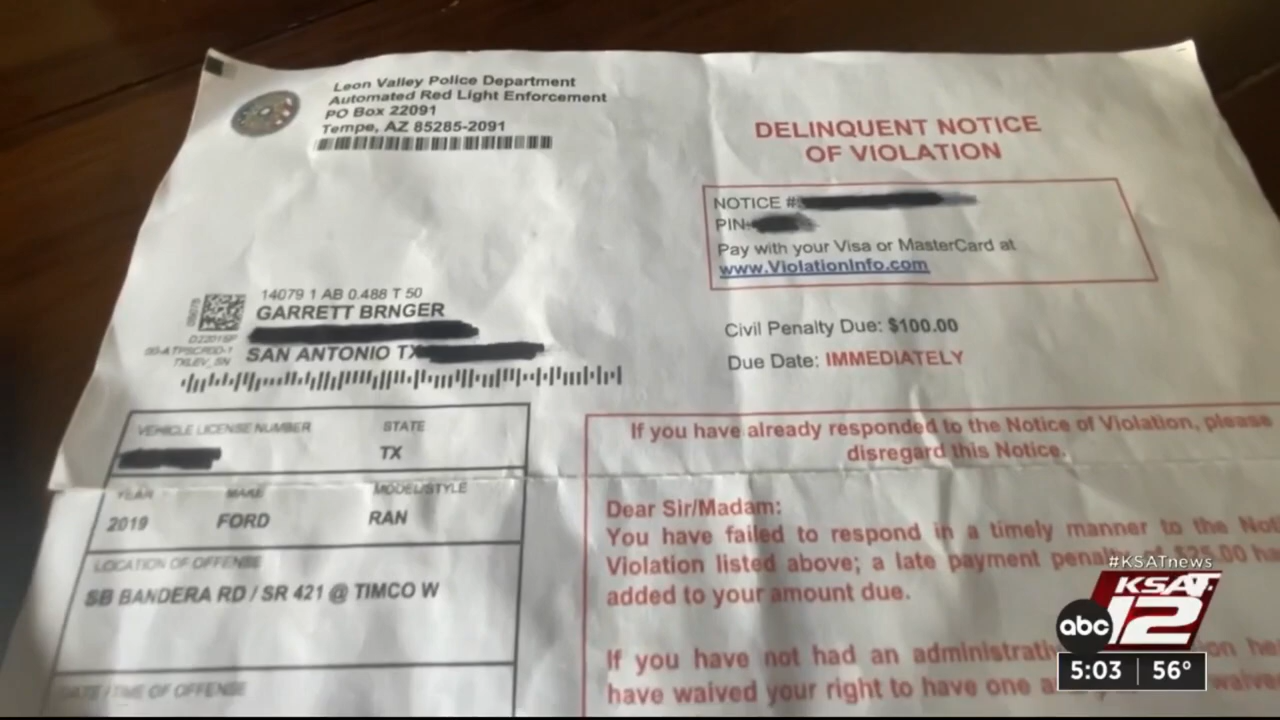 Leon Valley Police Department
Automated Red Light Enforcement
PO Box 22091
Tempe, AZ 85285-2091
DELINQUENT NOTICE
OF VIOLATION
NOTICE #
PIN
Pay with your Visa or MasterCard at
www.ViolationInfo.com
14079 1 AB 0.488 T 50
GARRETT BRNGER
SAN ANTONIO TX
Civil Penalty Due: $100.00
Due Date: IMMEDIATELY
VEHICLE LICENSE NUMBER STATE
TX
YEAR MAKE MODEL/STYLE
2019 FORD RAN
LOCATION OF OFFENSE
SB BANDERA RD / SR 421 @ TIMCO W
DATE / TIME OF OFFENSE
If you have already responded to the Notice of Violation, please
disregard this Notice.
Dear Sir/Madam:
You have failed to respond in a timely manner to the
Violation listed above; a late payment $25.00
added to your amount due.
If you have not had an
have waived your right to have one
#KSATnews
KSAT
abc 12
5:03 56°